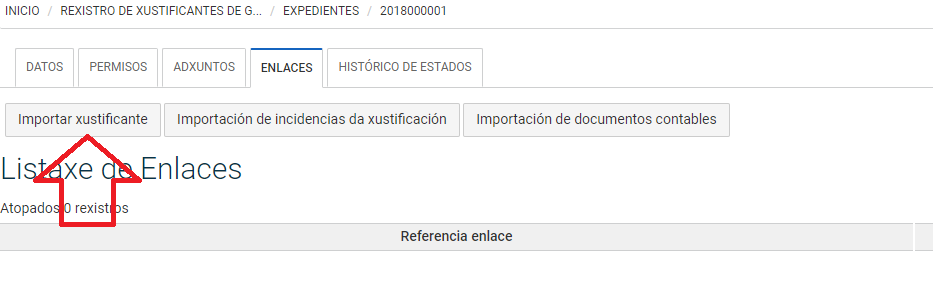 INICIO / REXISTRO DE XUSTIFICANTES DE G... / EXPEDIENTES / 2018000001
DATOS PERMISOS ADXUNTOS ENLACES HISTÓRICO DE ESTADOS
Importar xustificante Importación de incidencias da xustificación Importación de documentos contables
Listaxe de Enlaces
Atopados 0 rexistros
Referencia enlace